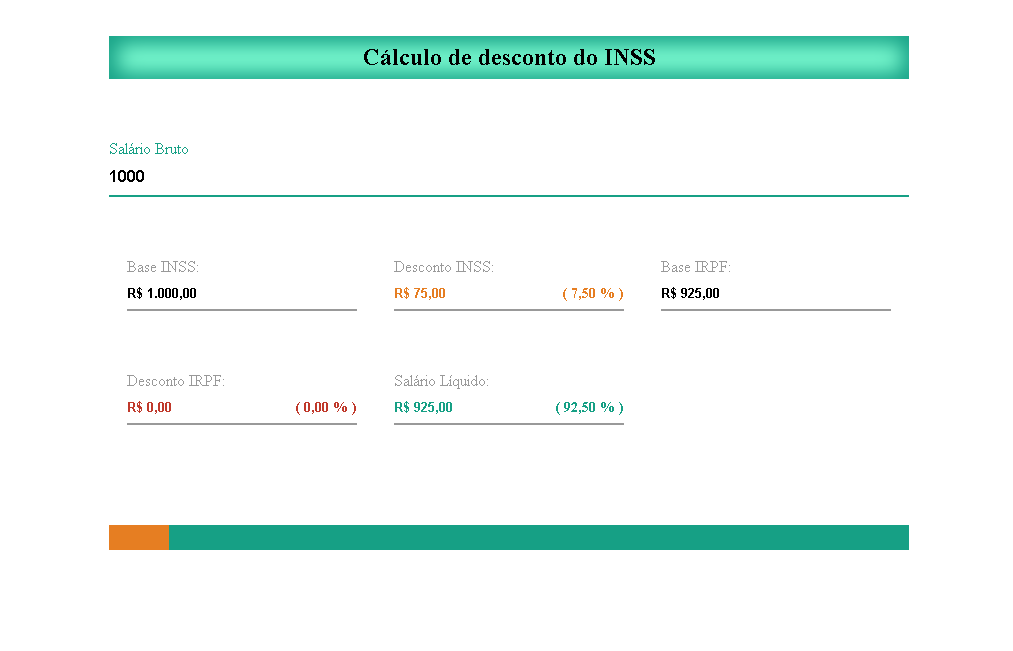 Cálculo de desconto do INSS
Salário Bruto
1000
Base INSS:
R$ 1.000,00
Desconto INSS:
R$ 75,00 ( 7,50 % )
Base IRPF:
R$ 925,00
Desconto IRPF:
R$ 0,00 ( 0,00 % )
Salário Líquido:
R$ 925,00 ( 92,50 % )